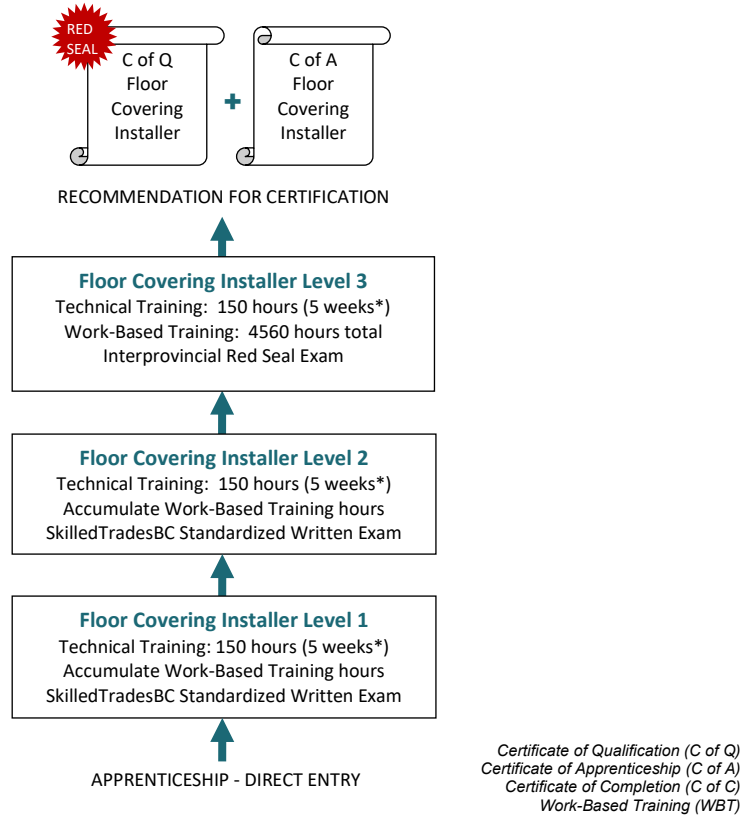 RED
SEAL
C of Q
Floor
Covering
Installer
+
C of A
Floor
Covering
Installer
RECOMMENDATION FOR CERTIFICATION
Floor Covering Installer Level 3
Technical Training:  150 hours (5 weeks*)
Work-Based Training:  4560 hours total
Interprovincial Red Seal Exam
Floor Covering Installer Level 2
Technical Training:  150 hours (5 weeks*)
Accumulate Work-Based Training hours
SkilledTradesBC Standardized Written Exam
Floor Covering Installer Level 1
Technical Training: 150 hours (5 weeks*)
Accumulate Work-Based Training hours
SkilledTradesBC Standardized Written Exam
APPRENTICESHIP - DIRECT ENTRY
Certificate of Qualification (C of Q)
Certificate of Apprenticeship (C of A)
Certificate of Completion (C of C)
Work-Based Training (WBT)